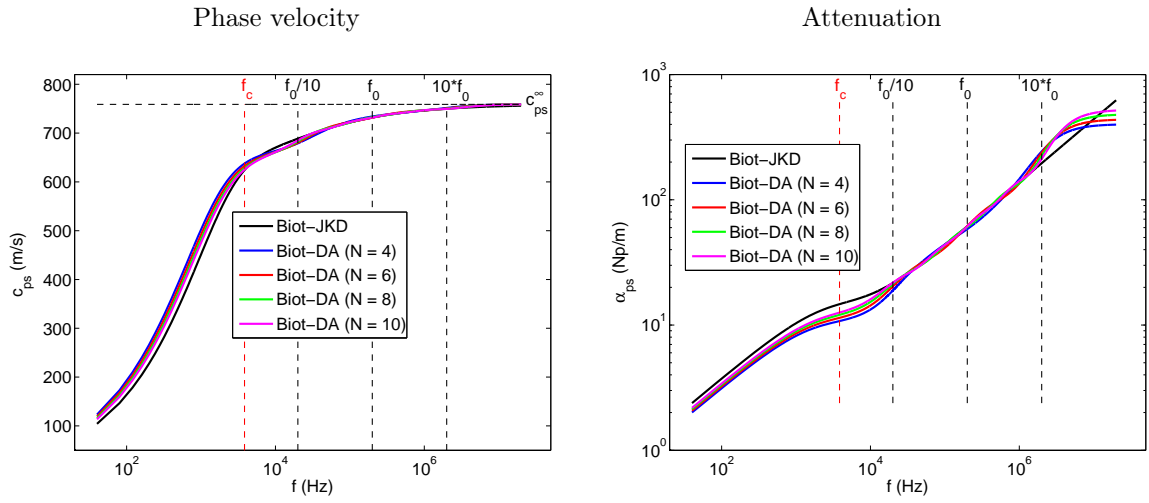 Phase velocity
Attenuation
800
700
600
500
400
300
200
100
c_ps (m/s)
f_c
f_0/10
f_0
10*f_0
c_ps^∞
Biot−JKD
Biot−DA (N = 4)
Biot−DA (N = 6)
Biot−DA (N = 8)
Biot−DA (N = 10)
10^2
10^4
10^6
f (Hz)
10^3
10^2
10^1
10^0
α_ps (Np/m)
f_c
f_0/10
f_0
10*f_0
Biot−JKD
Biot−DA (N = 4)
Biot−DA (N = 6)
Biot−DA (N = 8)
Biot−DA (N = 10)
10^2
10^4
10^6
f (Hz)